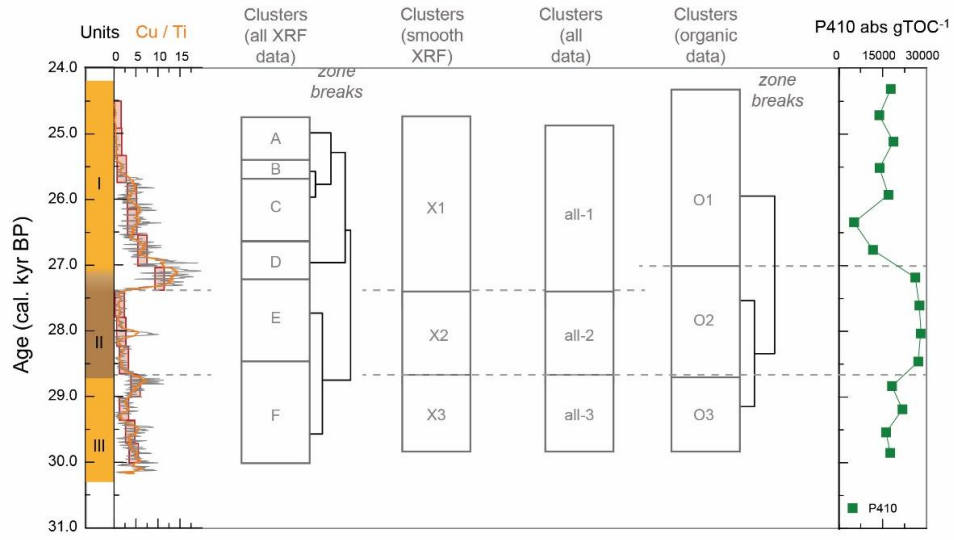 Units Cu / Ti
0 5 10 15
Clusters
(all XRF
data)
zone
breaks
Clusters
(smooth
XRF)
Clusters
(all
data)
Clusters
(organic
data)
zone
breaks
P410 abs gTOC-1
0 15000 30000
Age (cal. kyr BP)
24.0
25.0
26.0
27.0
28.0
29.0
30.0
31.0
I
II
III
A
B
C
D
E
F
X1
X2
X3
all-1
all-2
all-3
O1
O2
O3
P410